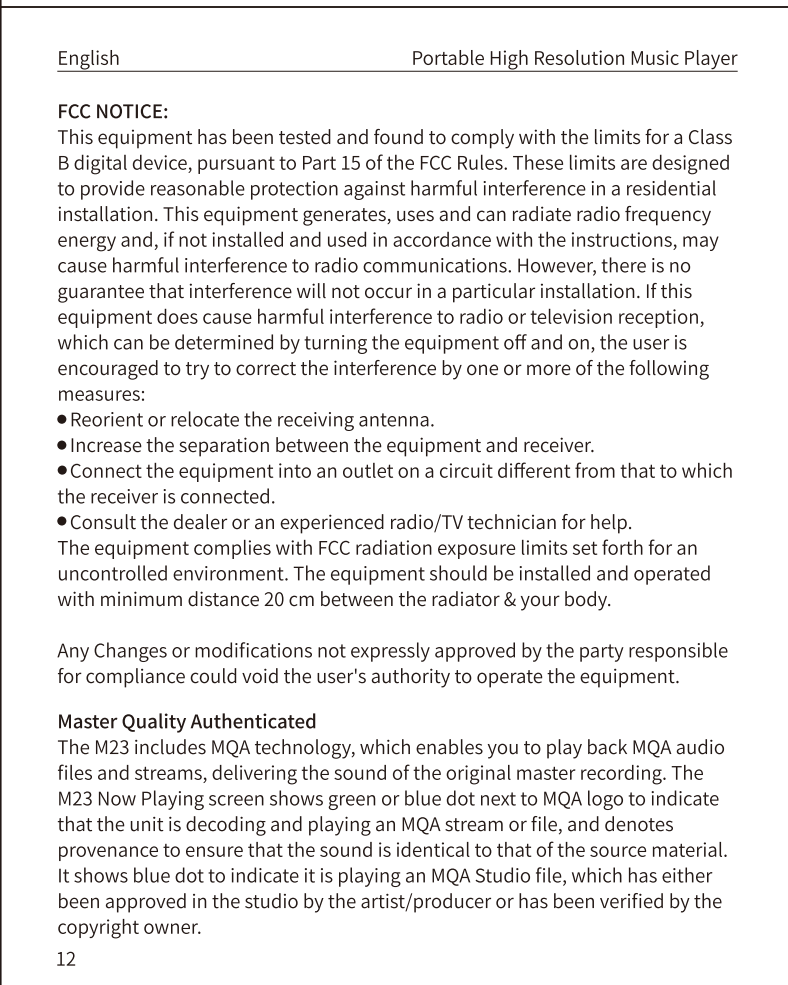 English
Portable High Resolution Music Player
FCC NOTICE:
This equipment has been tested and found to comply with the limits for a Class
B digital device, pursuant to Part 15 of the FCC Rules. These limits are designed
to provide reasonable protection against harmful interference in a residential
installation. This equipment generates, uses and can radiate radio frequency
energy and, if not installed and used in accordance with the instructions, may
cause harmful interference to radio communications. However, there is no
guarantee that interference will not occur in a particular installation. If this
equipment does cause harmful interference to radio or television reception,
which can be determined by turning the equipment off and on, the user is
encouraged to try to correct the interference by one or more of the following
measures:
●Reorient or relocate the receiving antenna.
●Increase the separation between the equipment and receiver.
●Connect the equipment into an outlet on a circuit different from that to which
the receiver is connected.
●Consult the dealer or an experienced radio/TV technician for help.
The equipment complies with FCC radiation exposure limits set forth for an
uncontrolled environment. The equipment should be installed and operated
with minimum distance 20 cm between the radiator & your body.
Any Changes or modifications not expressly approved by the party responsible
for compliance could void the user's authority to operate the equipment.
Master Quality Authenticated
The M23 includes MQA technology, which enables you to play back MQA audio
files and streams, delivering the sound of the original master recording. The
M23 Now Playing screen shows green or blue dot next to MQA logo to indicate
that the unit is decoding and playing an MQA stream or file, and denotes
provenance to ensure that the sound is identical to that of the source material.
It shows blue dot to indicate it is playing an MQA Studio file, which has either
been approved in the studio by the artist/producer or has been verified by the
copyright owner.
12